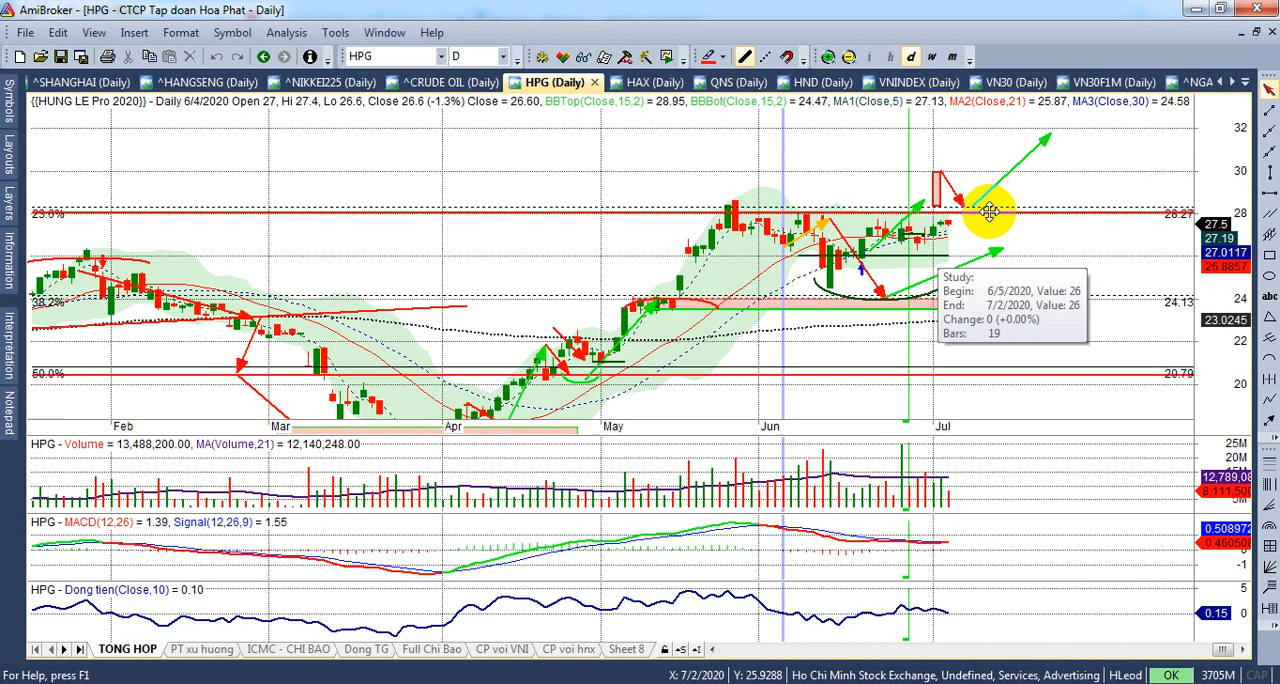 AmiBroker - [HPG - CTCP Tap doan Hoa Phat - Daily]
File Edit View Insert Format Symbol Analysis Tools Window Help
HPG D i h d w m
^SHANGHAI (Daily) ^HANGSENG (Daily) ^NIKKEI225 (Daily) ^CRUDE OIL (Daily) HPG (Daily) HAX (Daily) QNS (Daily) HND (Daily) VNINDEX (Daily) VN30 (Daily) VN30F1M (Daily) ^NGA
{{HUNG LE Pro 2020}} - Daily 6/4/2020 Open 27, Hi 27.4, Lo 26.6, Close 26.6 (-1.3%) Close = 26.60, BBTop(Close,15,2) = 28.95, BBBot(Close,15,2) = 24.47, MA1(Close,5) = 27.13, MA2(Close,21) = 25.87, MA3(Close,30) = 24.58
Symbols
Layouts
Layers
Information
Interpretation
Notepad
32
30
23.0% 28.27 28
27.5
27.19
27.0117
26.8857
38.2% 24.13 24
23.0245
22
50.0% 20.79
20
Study:
Begin: 6/5/2020, Value: 26
End: 7/2/2020, Value: 26
Change: 0 (+0.00%)
Bars: 19
Feb Mar Apr May Jun Jul
HPG - Volume = 13,488,200.00, MA(Volume,21) = 12,140,248.00
25M
20M
12,789,08
8,111,500
HPG - MACD(12,26) = 1.39, Signal(12,26,9) = 1.55
0.508972
0.460508
-1
HPG - Dong tien(Close,10) = 0.10
5
0.15 0
TONG HOP PT xu huong ICMC - CHI BAO Dong TG Full Chi Bao CP voi VNI CP voi hnx Sheet 8
For Help, press F1 X: 7/2/2020 Y: 25.9288 Ho Chi Minh Stock Exchange, Undefined, Services, Advertising HLeod OK 3705M CAP
abc